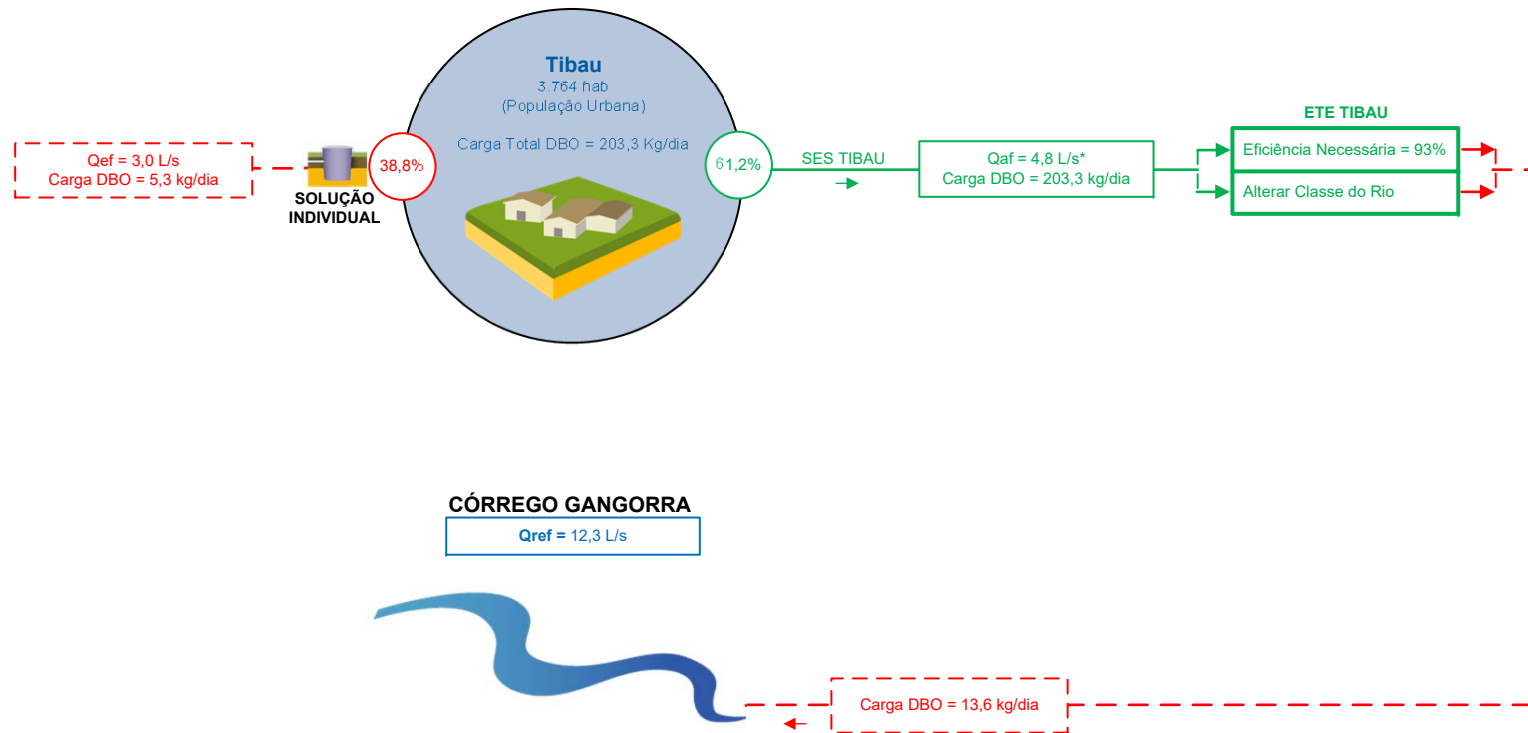 Tibau
3.764 hab
(População Urbana)
Carga Total DBO = 203,3 Kg/dia
Qef = 3,0 L/s
Carga DBO = 5,3 kg/dia
SOLUÇÃO
INDIVIDUAL
38,8%
61,2%
SES TIBAU
Qaf = 4,8 L/s*
Carga DBO = 203,3 kg/dia
ETE TIBAU
Eficiência Necessária = 93%
Alterar Classe do Rio
CÓRREGO GANGORRA
Qref = 12,3 L/s
Carga DBO = 13,6 kg/dia